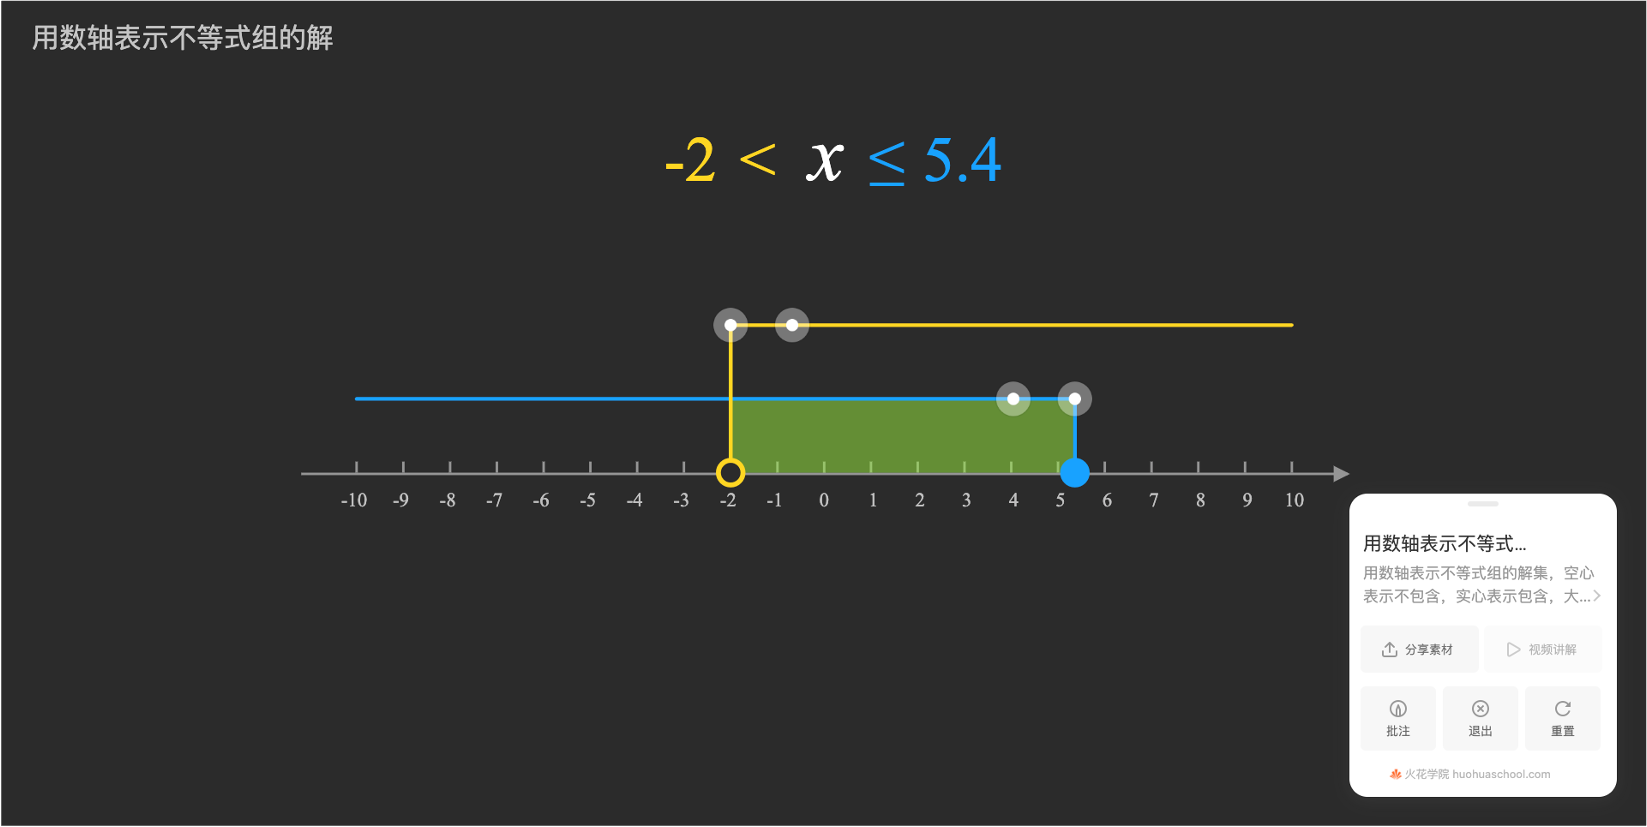 用数轴表示不等式组的解
-2 < x ≤ 5.4
-10 -9 -8 -7 -6 -5 -4 -3 -2 -1 0 1 2 3 4 5 6 7 8 9 10
用数轴表示不等式...
用数轴表示不等式组的解集，空心
表示不包含，实心表示包含，大...
分享素材 视频讲解
批注 退出 重置
火花学院 huohuaschool.com